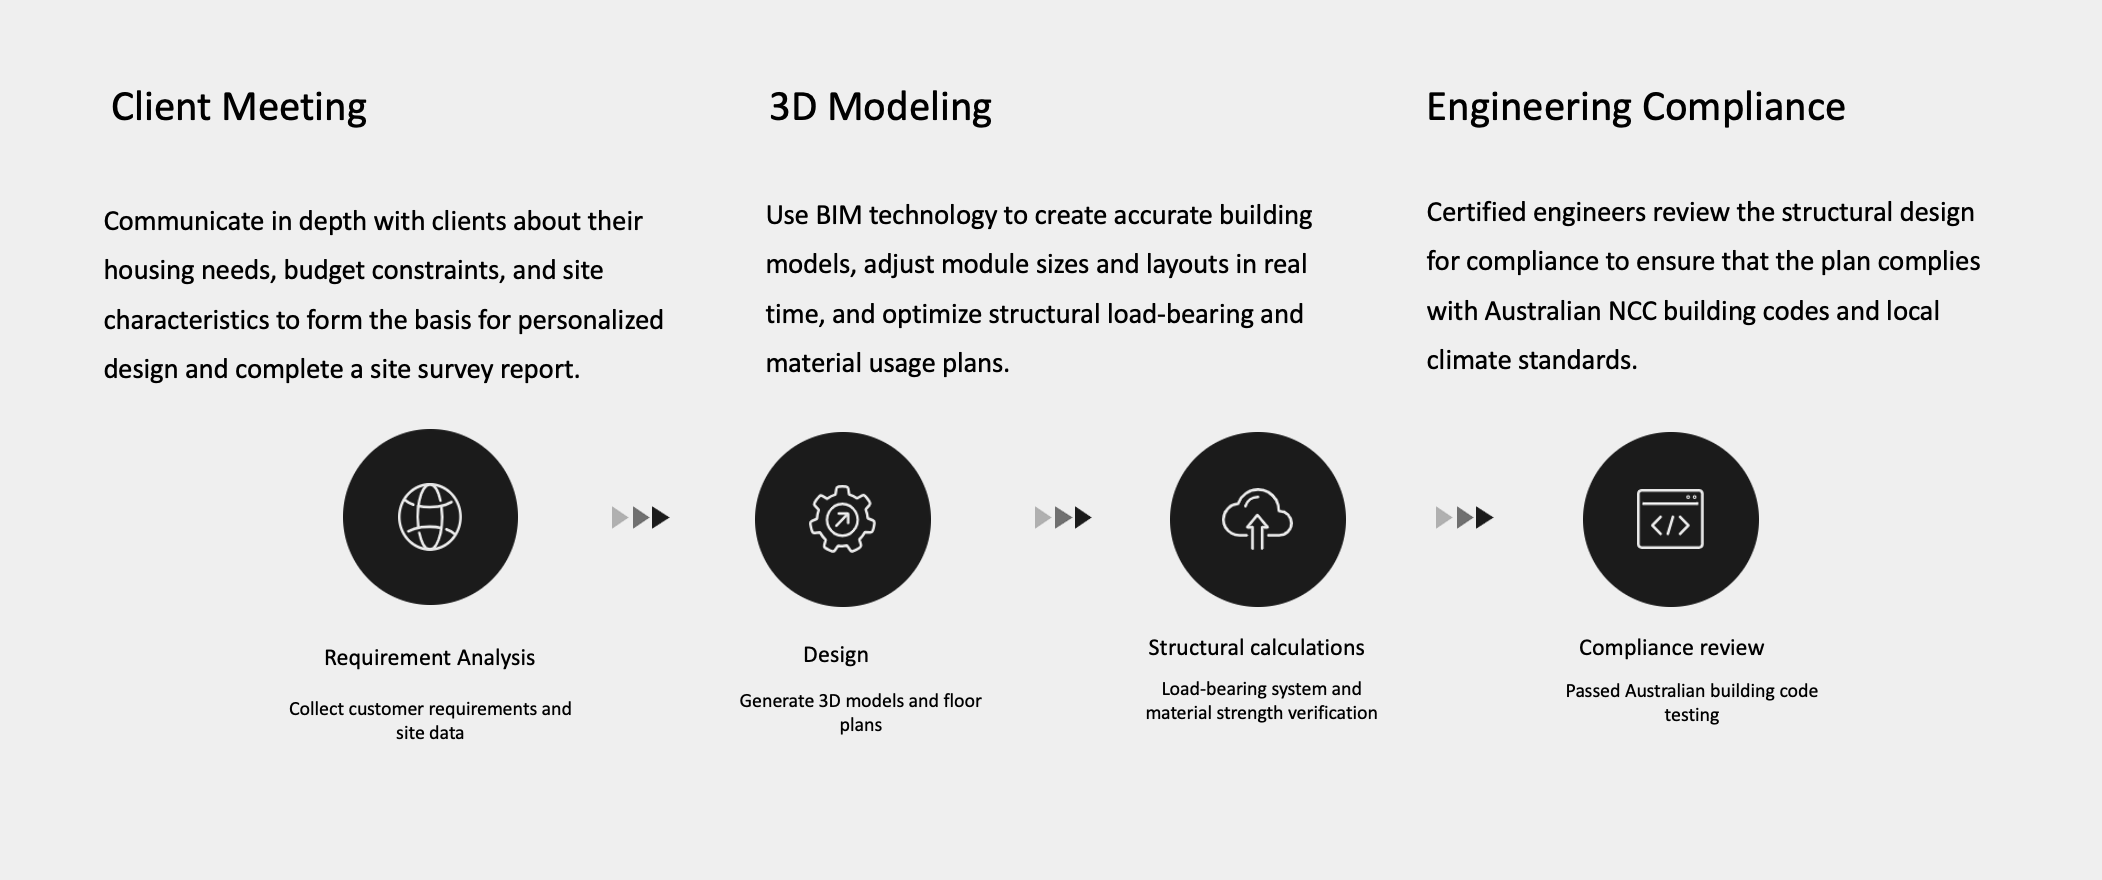 Client Meeting
Communicate in depth with clients about their
housing needs, budget constraints, and site
characteristics to form the basis for personalized
design and complete a site survey report.
3D Modeling
Use BIM technology to create accurate building
models, adjust module sizes and layouts in real
time, and optimize structural load-bearing and
material usage plans.
Engineering Compliance
Certified engineers review the structural design
for compliance to ensure that the plan complies
with Australian NCC building codes and local
climate standards.
</>
Requirement Analysis
Collect customer requirements and
site data
Design
Generate 3D models and floor
plans
Structural calculations
Load-bearing system and
material strength verification
Compliance review
Passed Australian building code
testing